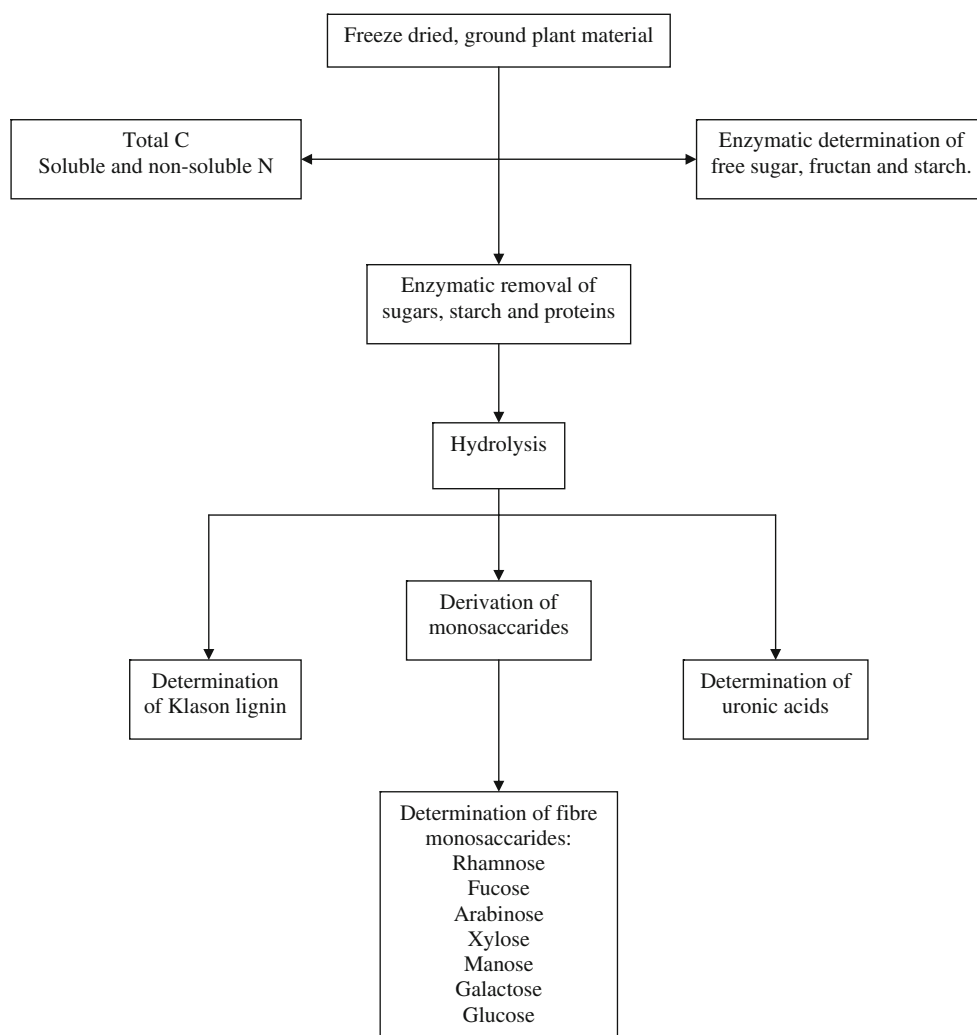 Freeze dried, ground plant material
Total C
Soluble and non-soluble N
Enzymatic determination of
free sugar, fructan and starch.
Enzymatic removal of
sugars, starch and proteins
Hydrolysis
Derivation of
monosaccarides
Determination
of Klason lignin
Determination of
uronic acids
Determination of fibre
monosaccarides:
Rhamnose
Fucose
Arabinose
Xylose
Manose
Galactose
Glucose